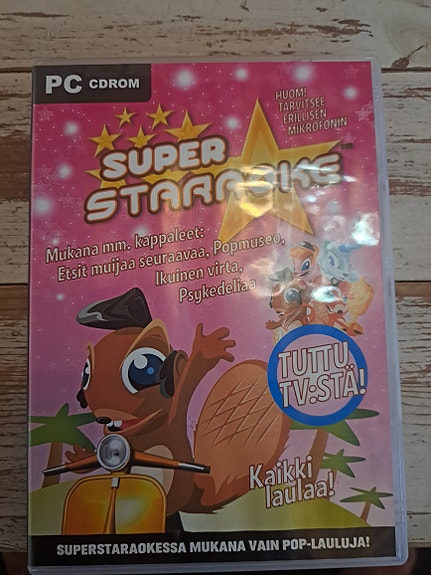 PC CDROM
HUOM!
TARVITSEE
ERILLISEN
MIKROFONIN
SUPER
STARAOKE™
Mukana mm. kappaleet:
Etsit muijaa seuraavaa, Popmuseo,
Ikuinen virta,
Psykedeliaa
TUTTU
TV:STÄ!
Kaikki
laulaa!
SUPERSTARAOKESSA MUKANA VAIN POP-LAULUJA!